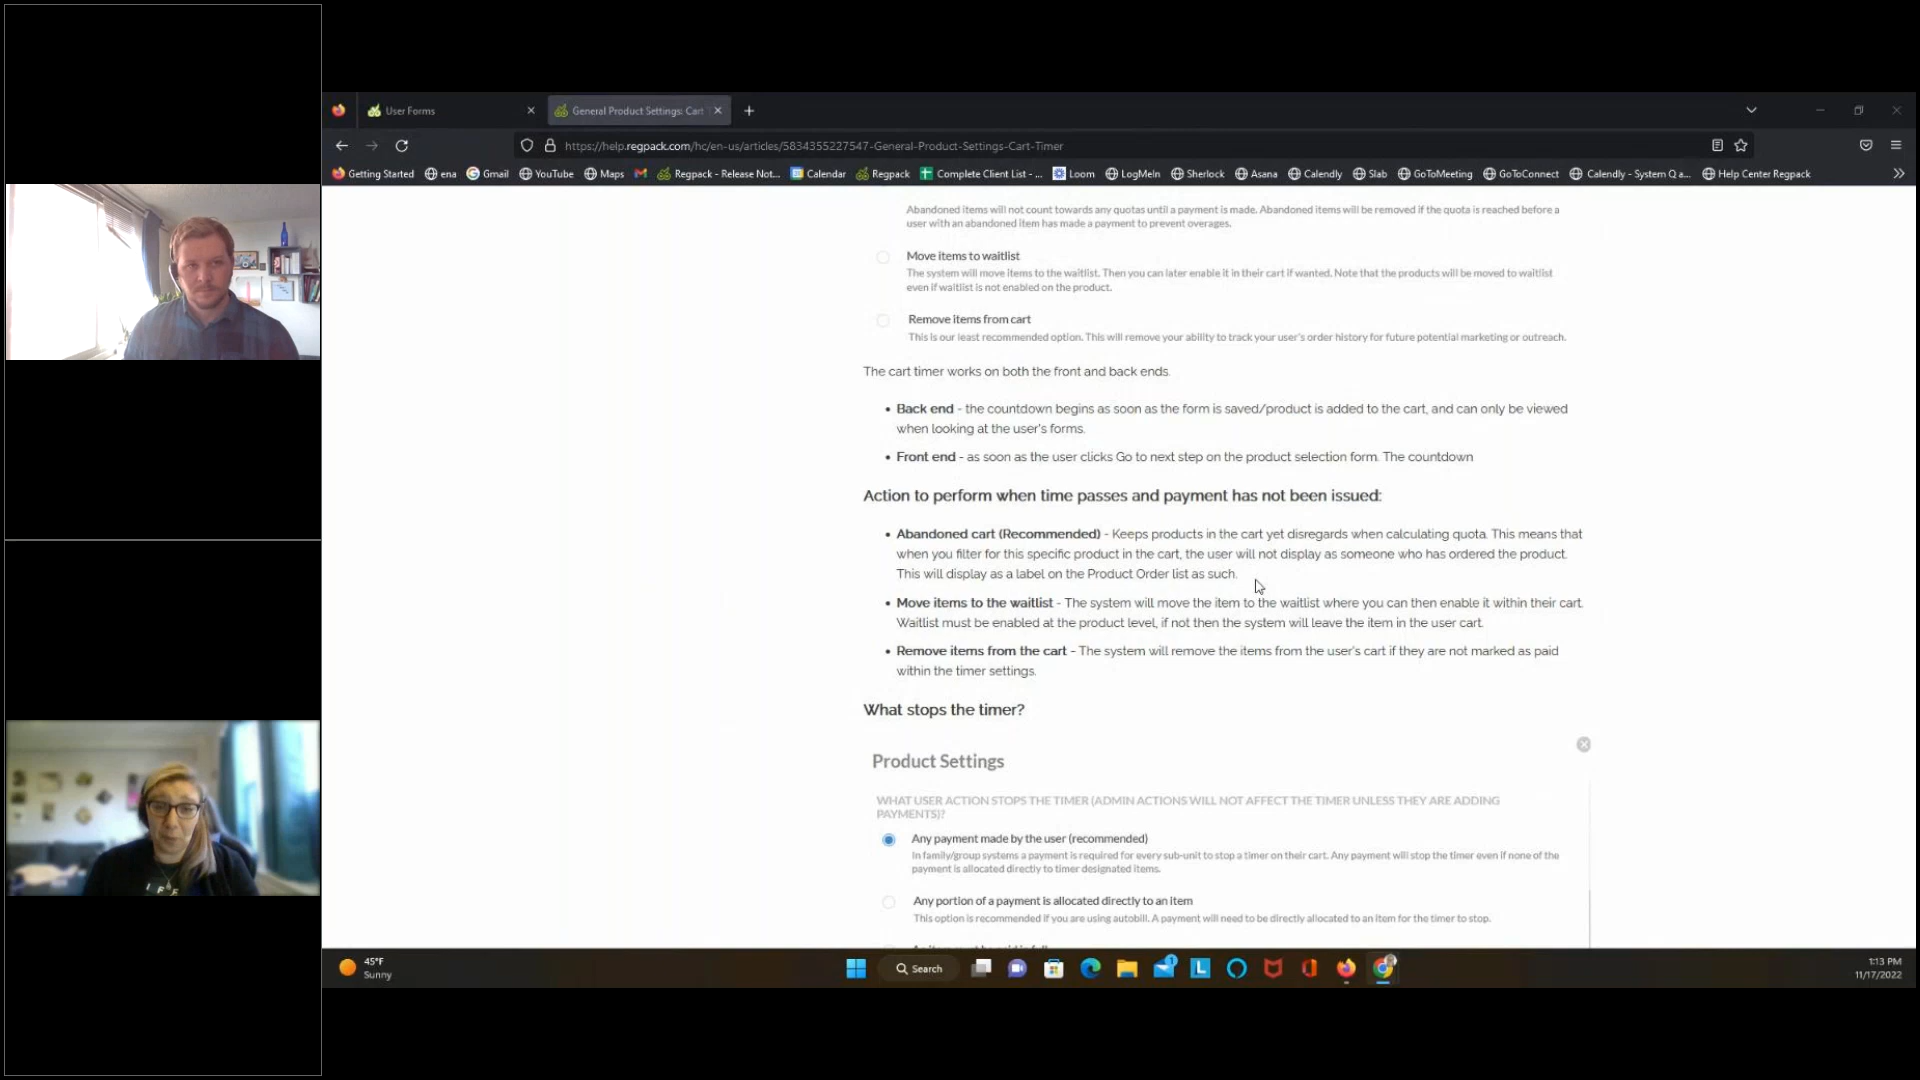 User Forms
General Product Settings: Cart T
https://help.regpack.com/hc/en-us/articles/5834355227547-General-Product-Settings-Cart-Timer
Getting Started ena Gmail YouTube Maps Regpack - Release Not... Calendar Regpack Complete Client List - ... Loom LogMeIn Sherlock Asana Calendly Slab GoToMeeting GoToConnect Calendly - System Q a... Help Center Regpack
Abandoned items will not count towards any quotas until a payment is made. Abandoned items will be removed if the quota is reached before a
user with an abandoned item has made a payment to prevent overages.
Move items to waitlist
The system will move items to the waitlist. Then you can later enable it in their cart if wanted. Note that the products will be moved to waitlist
even if waitlist is not enabled on the product.
Remove items from cart
This is our least recommended option. This will remove your ability to track your user's order history for future potential marketing or outreach.
The cart timer works on both the front and back ends.
• Back end - the countdown begins as soon as the form is saved/product is added to the cart, and can only be viewed
when looking at the user's forms.
• Front end - as soon as the user clicks Go to next step on the product selection form. The countdown
Action to perform when time passes and payment has not been issued:
• Abandoned cart (Recommended) - Keeps products in the cart yet disregards when calculating quota. This means that
when you filter for this specific product in the cart, the user will not display as someone who has ordered the product.
This will display as a label on the Product Order list as such.
• Move items to the waitlist - The system will move the item to the waitlist where you can then enable it within their cart.
Waitlist must be enabled at the product level, if not then the system will leave the item in the user cart.
• Remove items from the cart - The system will remove the items from the user's cart if they are not marked as paid
within the timer settings.
What stops the timer?
Product Settings
WHAT USER ACTION STOPS THE TIMER (ADMIN ACTIONS WILL NOT AFFECT THE TIMER UNLESS THEY ARE ADDING
PAYMENTS)?
Any payment made by the user (recommended)
In family/group systems a payment is required for every sub-unit to stop a timer on their cart. Any payment will stop the timer even if none of the
payment is allocated directly to timer designated items.
Any portion of a payment is allocated directly to an item
This option is recommended if you are using autobill. A payment will need to be directly allocated to an item for the timer to stop.
45°F
Sunny
Search
1:13 PM
11/17/2022